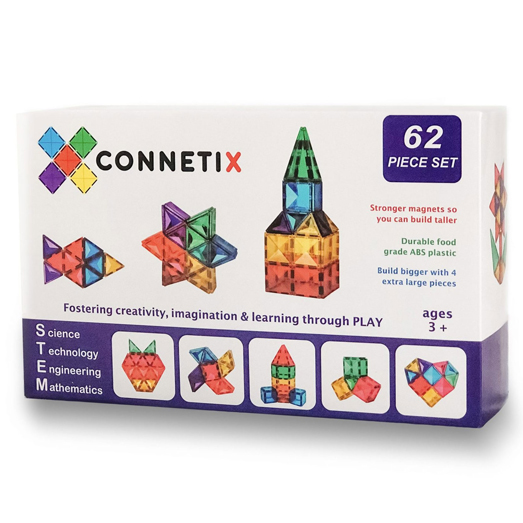 CONNETIX
62
PIECE SET
Stronger magnets so
you can build taller
Durable food
grade ABS plastic
Build bigger with 4
extra large pieces
ages
3 +
Fostering creativity, imagination & learning through PLAY
Science
Technology
Engineering
Mathematics